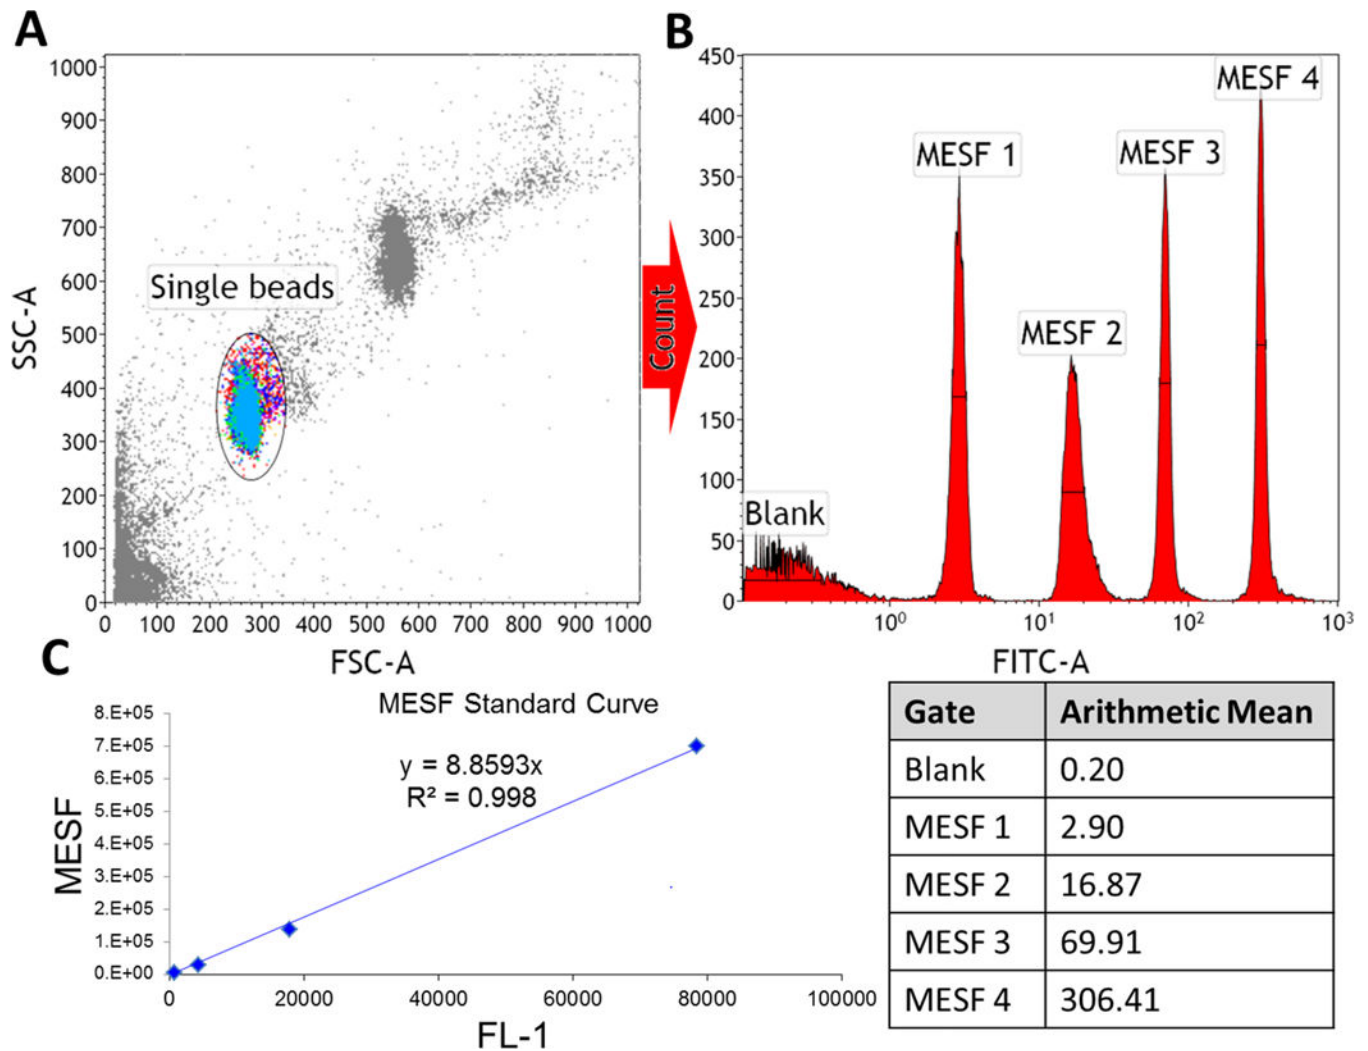 A
1000
900
800
700
600
500
400
300
200
100
0
SSC-A
Single beads
0 100 200 300 400 500 600 700 800 900 1000
FSC-A
Count
B
450
400
350
300
250
200
150
100
50
0
MESF 4
MESF 1
MESF 3
MESF 2
Blank
10⁰ 10¹ 10² 10³
FITC-A
C
MESF Standard Curve
y = 8.8593x
R² = 0.998
8.E+05
7.E+05
6.E+05
5.E+05
4.E+05
3.E+05
2.E+05
1.E+05
0.E+00
MESF
0 20000 40000 60000 80000 100000
FL-1
Gate Arithmetic Mean
Blank 0.20
MESF 1 2.90
MESF 2 16.87
MESF 3 69.91
MESF 4 306.41